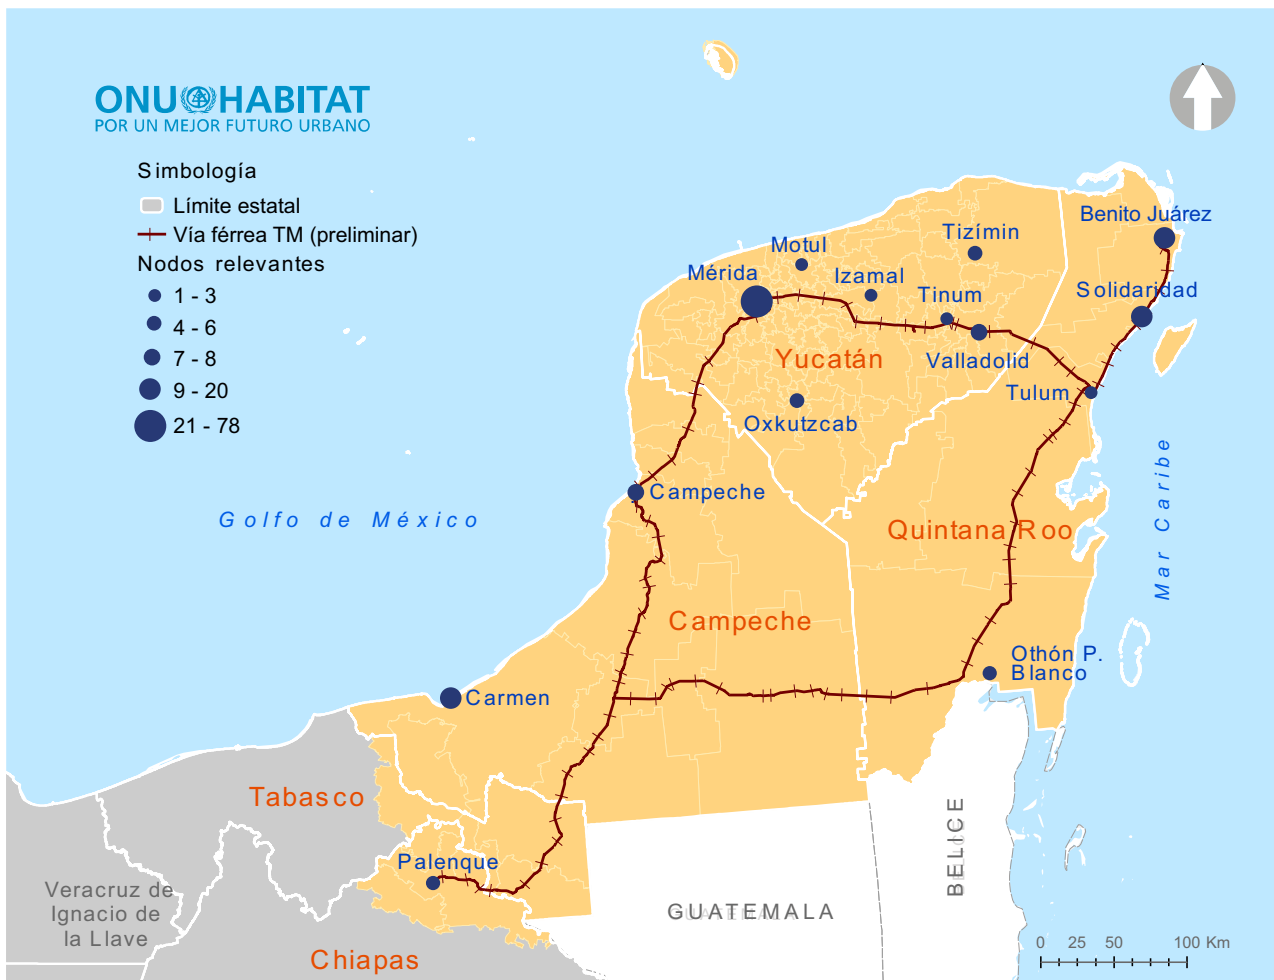 ONU HABITAT
POR UN MEJOR FUTURO URBANO
Simbología
Límite estatal
Vía férrea TM (preliminar)
Nodos relevantes
1 - 3
4 - 6
7 - 8
9 - 20
21 - 78
Benito Juárez
Tizímin
Motul
Mérida
Izamal
Solidaridad
Tinum
Yucatán
Valladolid
Tulum
Oxkutzcab
Campeche
Golfo de México
Quintana Roo
Mar Caribe
Campeche
Othón P.
Blanco
Carmen
Tabasco
BELICE
Palenque
Veracruz de
Ignacio de
la Llave
GUATEMALA
Chiapas
0 25 50 100 Km